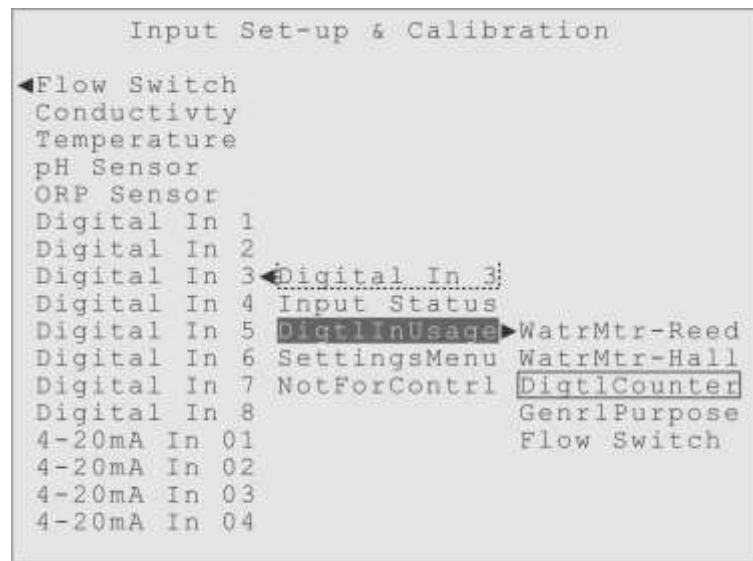 Input Set-up & Calibration
◄Flow Switch
Conductivty
Temperature
pH Sensor
ORP Sensor
Digital In 1
Digital In 2
Digital In 3◄Digital In 3
Digital In 4 Input Status
Digital In 5 DigtlInUsage►WatrMtr-Reed
Digital In 6 SettingsMenu WatrMtr-Hall
Digital In 7 NotForContrl DigtlCounter
Digital In 8 GenrlPurpose
4-20mA In 01 Flow Switch
4-20mA In 02
4-20mA In 03
4-20mA In 04